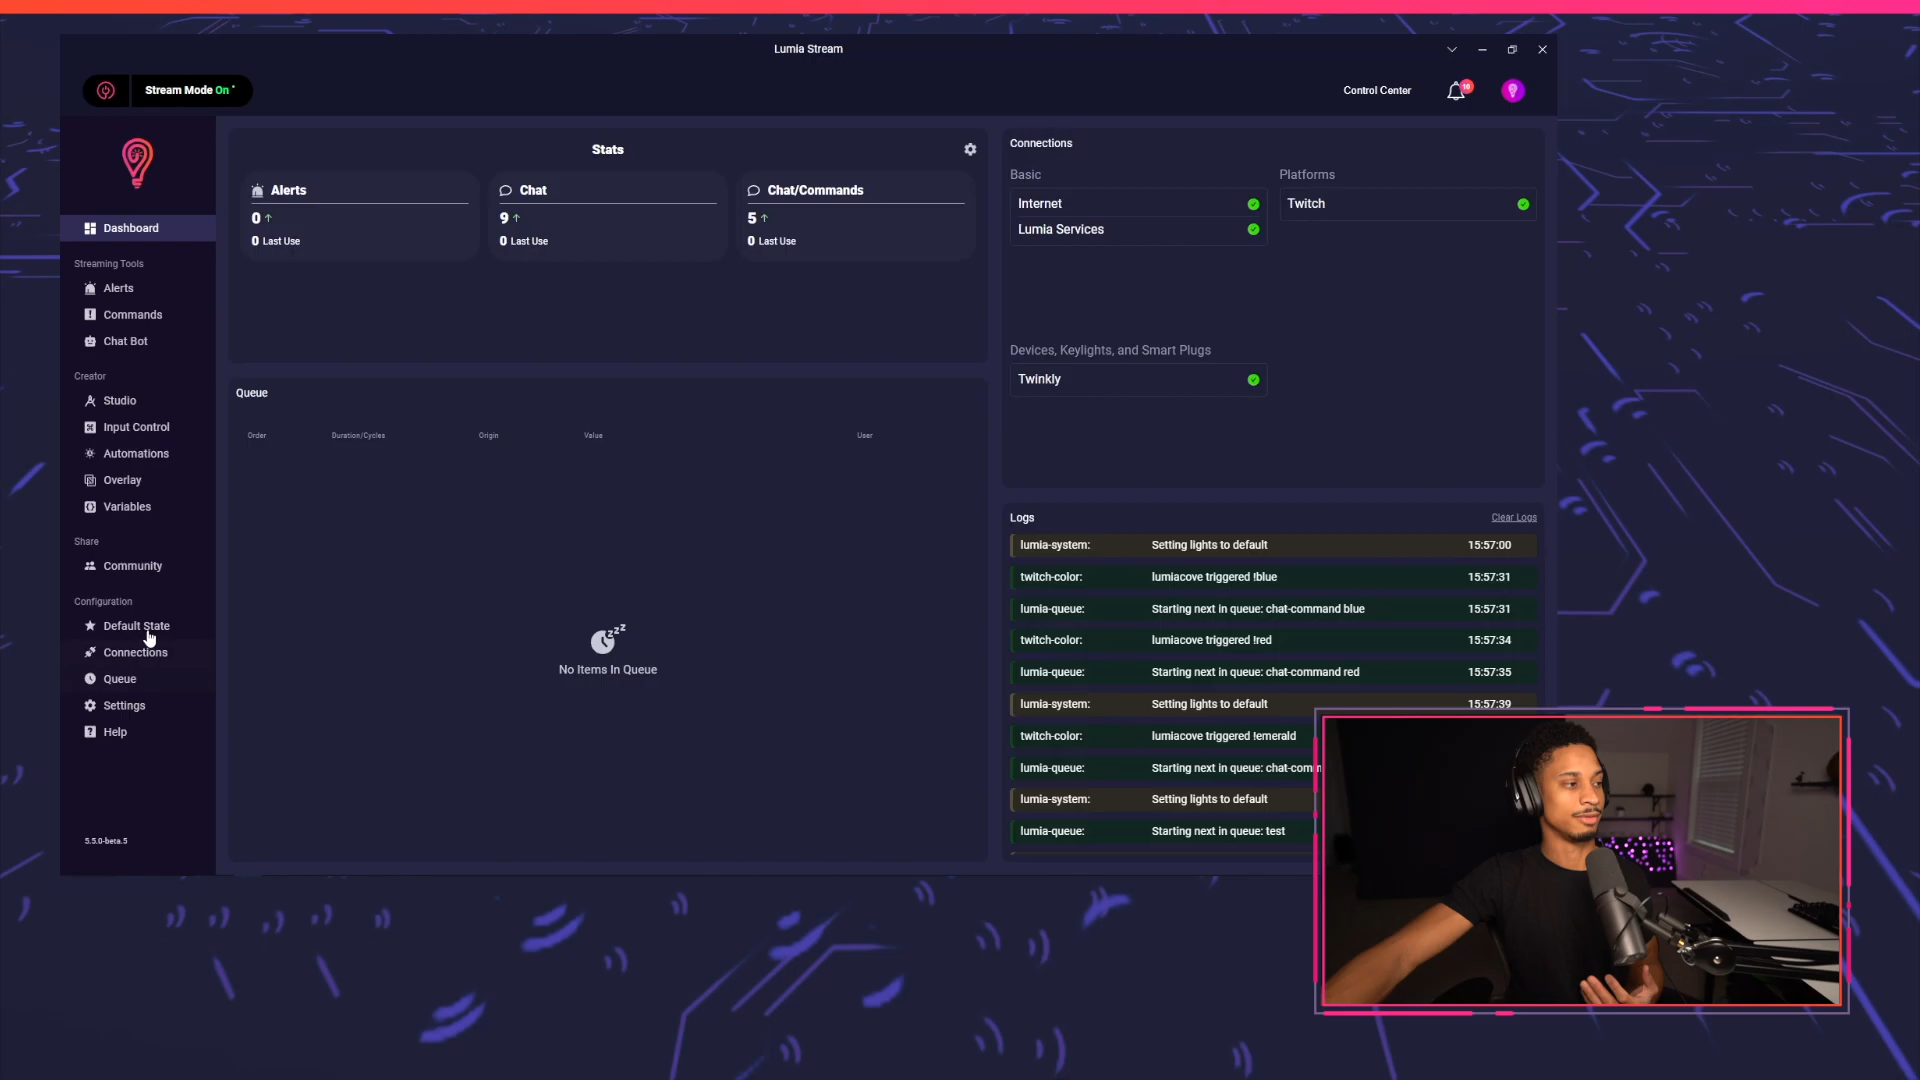 Lumia Stream
Stream Mode On
Control Center
10
Dashboard
Streaming Tools
Alerts
Commands
Chat Bot
Creator
Studio
Input Control
Automations
Overlay
Variables
Share
Community
Configuration
Default State
Connections
Queue
Settings
Help
5.5.0-beta.5
Stats
Alerts
0
0 Last Use
Chat
9
0 Last Use
Chat/Commands
5
0 Last Use
Queue
Order Duration/Cycles Origin Value User
zzz
No Items In Queue
Connections
Basic
Internet
Lumia Services
Platforms
Twitch
Devices, Keylights, and Smart Plugs
Twinkly
Logs Clear Logs
lumia-system: Setting lights to default 15:57:00
twitch-color: lumiacove triggered !blue 15:57:31
lumia-queue: Starting next in queue: chat-command blue 15:57:31
twitch-color: lumiacove triggered !red 15:57:34
lumia-queue: Starting next in queue: chat-command red 15:57:35
lumia-system: Setting lights to default 15:57:39
twitch-color: lumiacove triggered !emerald
lumia-queue: Starting next in queue: chat-comm
lumia-system: Setting lights to default
lumia-queue: Starting next in queue: test